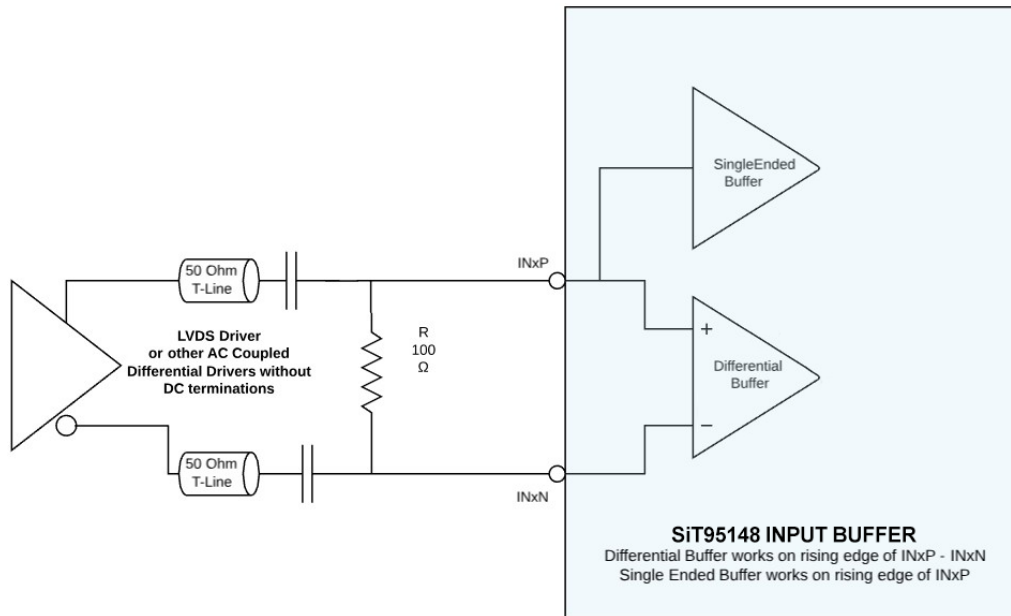 SingleEnded
Buffer
INxP
50 Ohm
T-Line
LVDS Driver
or other AC Coupled
Differential Drivers without
DC terminations
R
100
Ω
+
Differential
Buffer
−
50 Ohm
T-Line
INxN
SiT95148 INPUT BUFFER
Differential Buffer works on rising edge of INxP - INxN
Single Ended Buffer works on rising edge of INxP